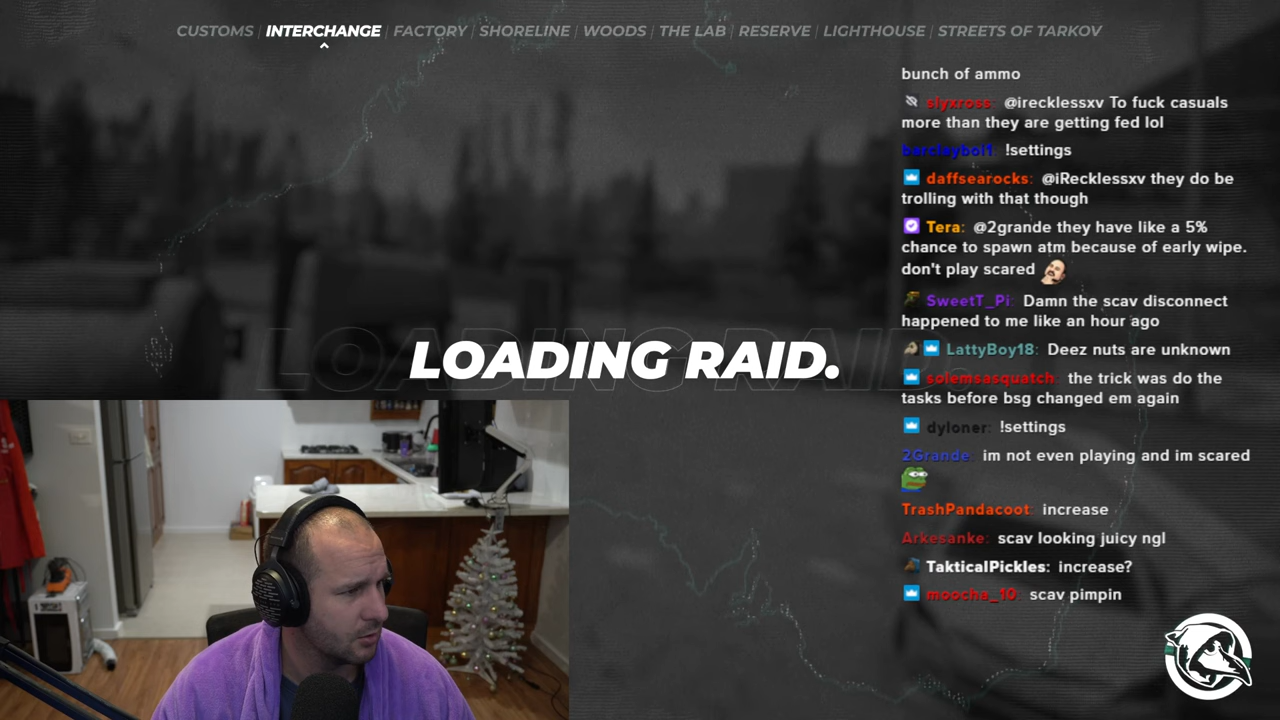 CUSTOMS | INTERCHANGE | FACTORY | SHORELINE | WOODS | THE LAB | RESERVE | LIGHTHOUSE | STREETS OF TARKOV
bunch of ammo
slyxross: @irecklessxv To fuck casuals
more than they are getting fed lol
barclayboi1: !settings
daffsearocks: @iRecklessxv they do be
trolling with that though
Tera: @2grande they have like a 5%
chance to spawn atm because of early wipe.
don't play scared
SweetT_Pi: Damn the scav disconnect
happened to me like an hour ago
LattyBoy18: Deez nuts are unknown
solemsasquatch: the trick was do the
tasks before bsg changed em again
dyloner: !settings
2Grande: im not even playing and im scared
TrashPandacoot: increase
Arkesanke: scav looking juicy ngl
TakticalPickles: increase?
moocha_10: scav pimpin
LOADING RAID.
LOADING RAID.